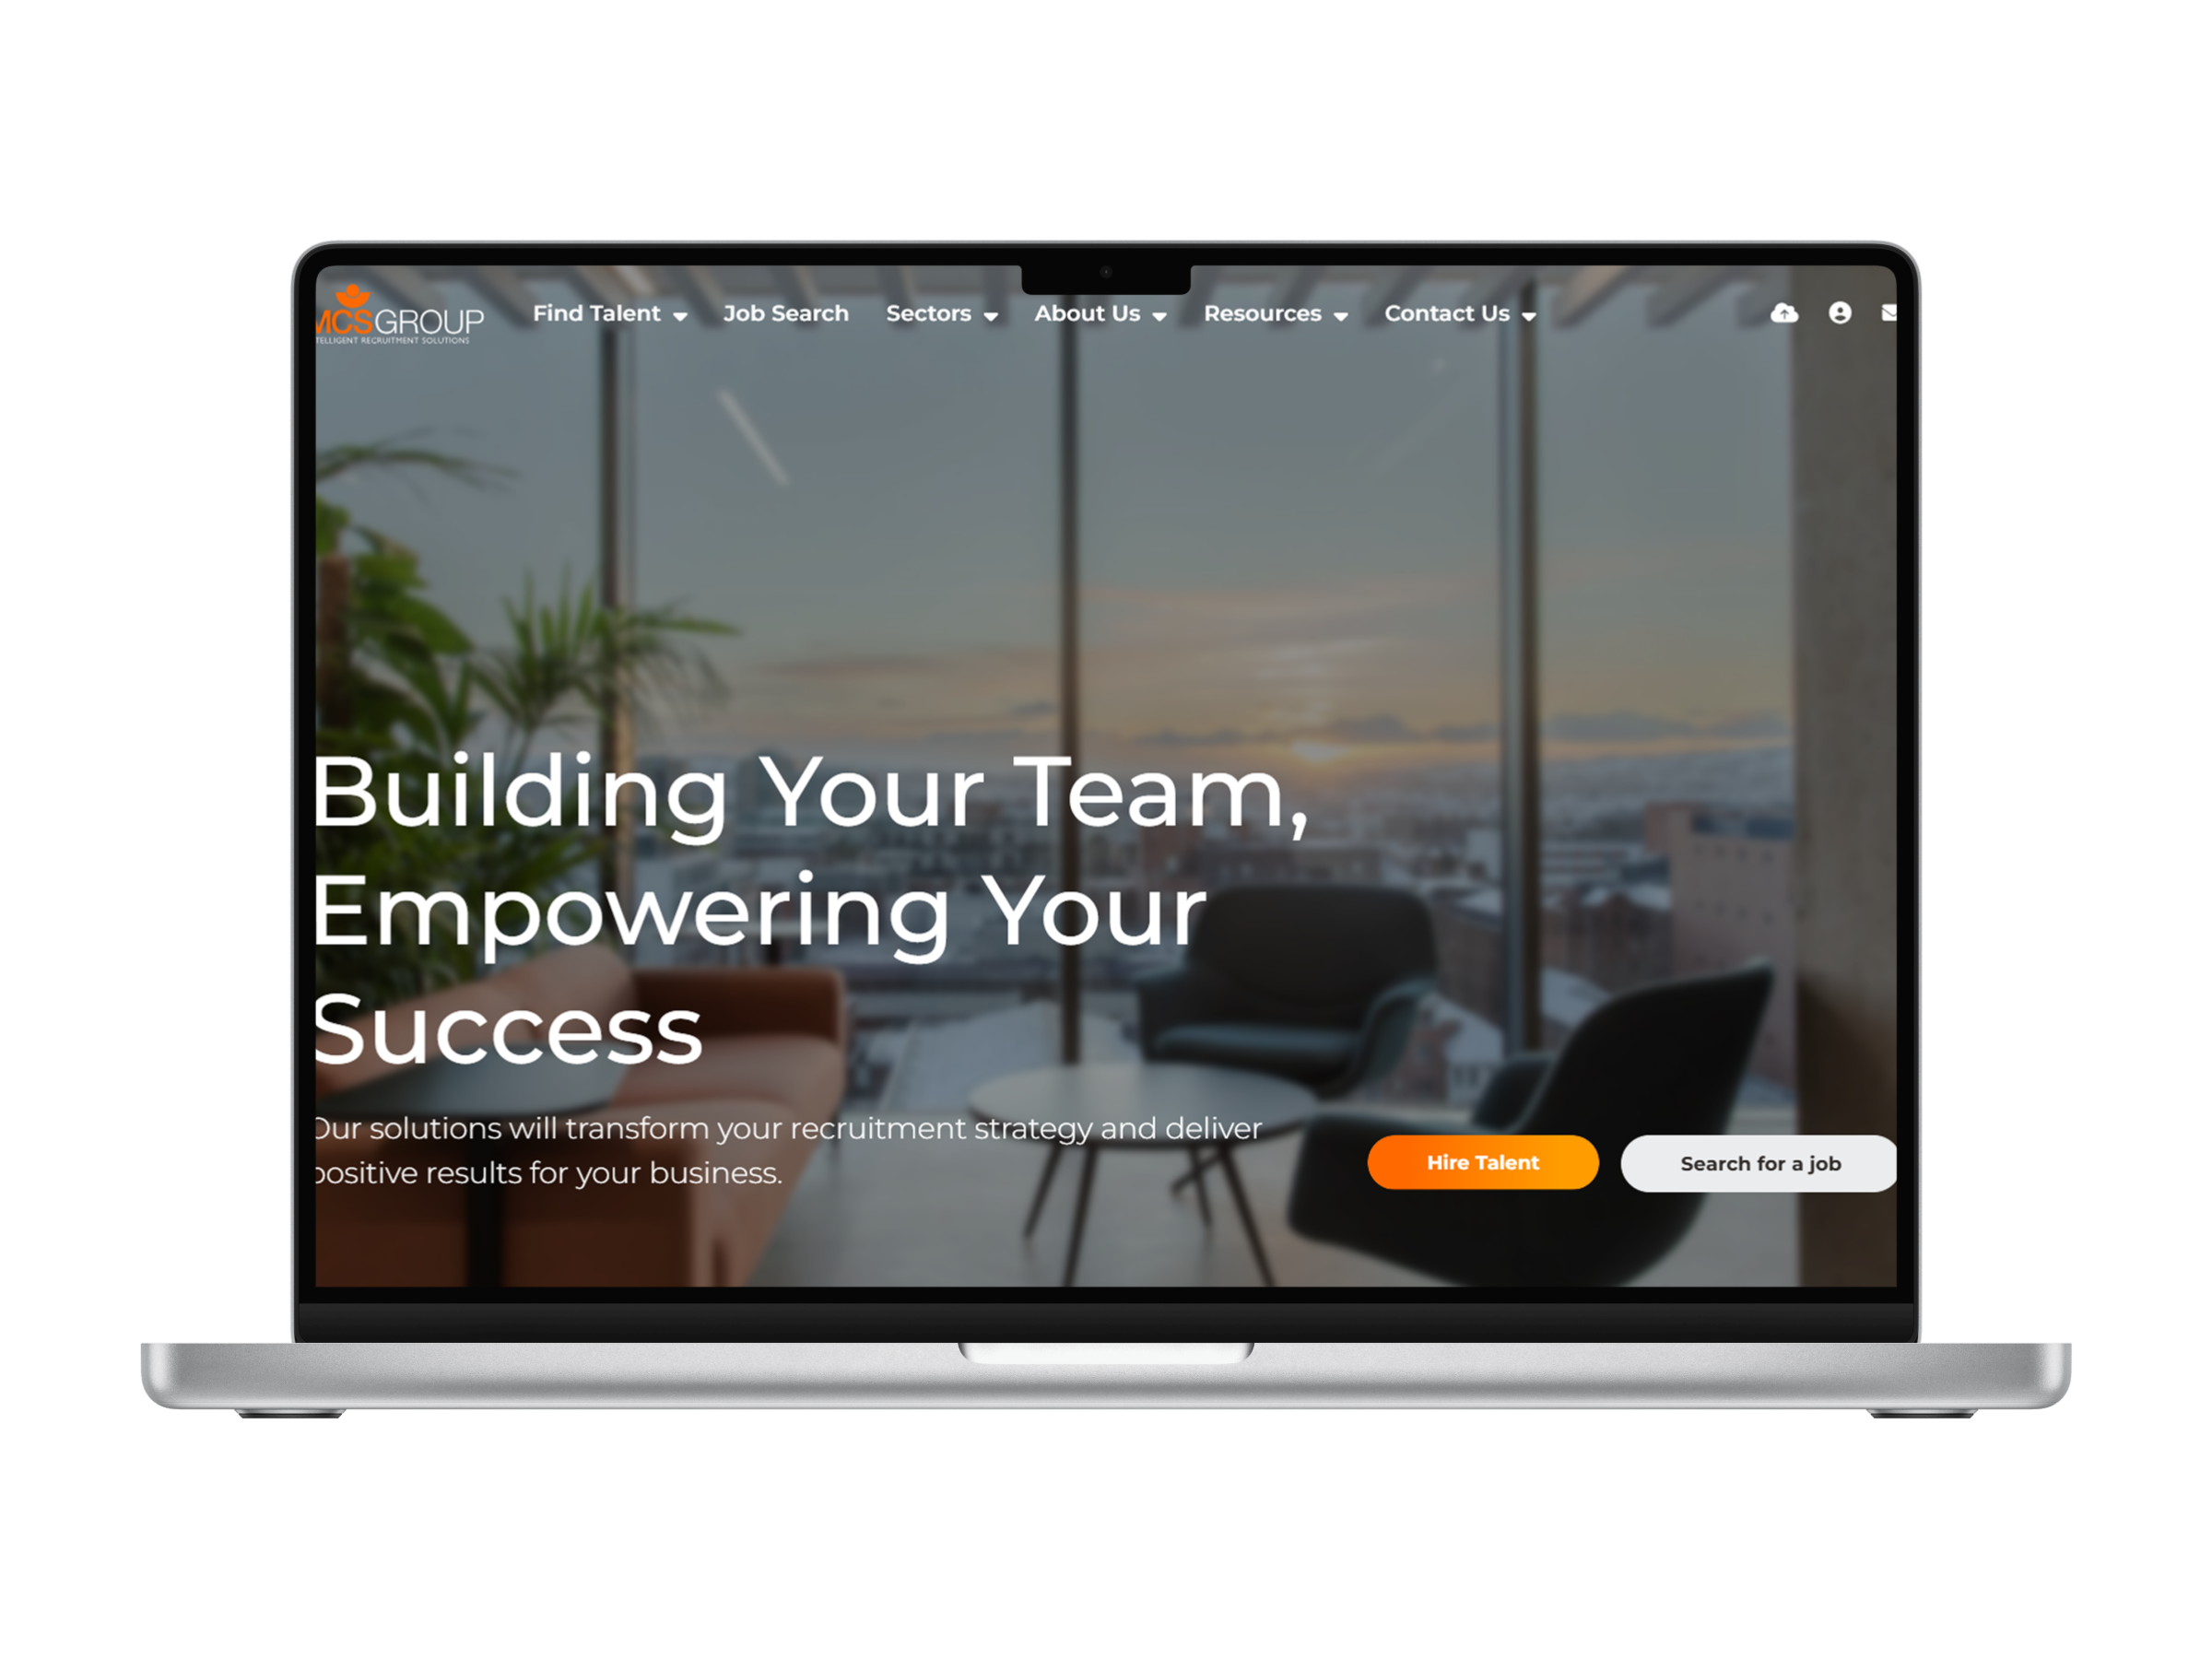 MCSGROUP
TELLIGENT RECRUITMENT SOLUTIONS
Find Talent
Job Search
Sectors
About Us
Resources
Contact Us
Building Your Team,
Empowering Your
Success
Our solutions will transform your recruitment strategy and deliver
positive results for your business.
Hire Talent
Search for a job